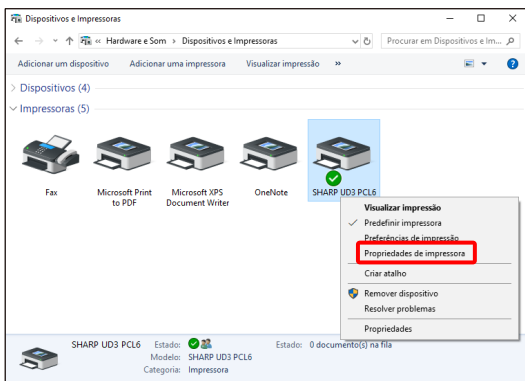 Dispositivos e Impressoras
« Hardware e Som > Dispositivos e Impressoras
Procurar em Dispositivos e Im...
Adicionar um dispositivo Adicionar uma impressora Visualizar impressão »
Dispositivos (4)
Impressoras (5)
Fax
Microsoft Print
to PDF
Microsoft XPS
Document Writer
OneNote
SHARP UD3 PCL6
Visualizar impressão
Predefinir impressora
Preferências de impressão
Propriedades de impressora
Criar atalho
Remover dispositivo
Resolver problemas
Propriedades
SHARP UD3 PCL6 Estado: Estado: 0 documento(s) na fila
Modelo: SHARP UD3 PCL6
Categoria: Impressora